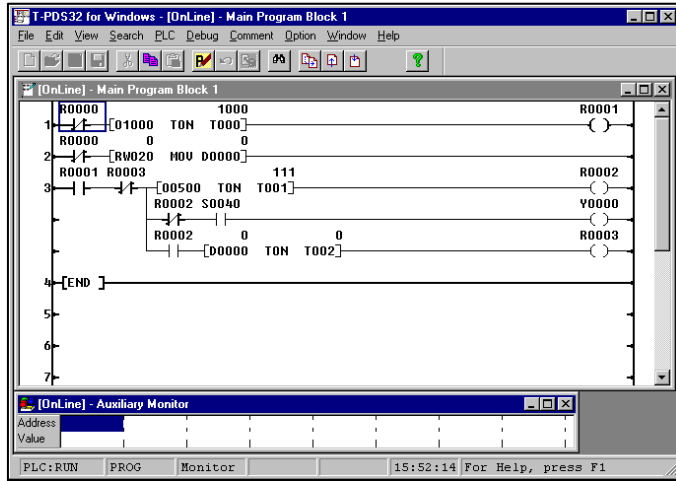 T-PDS32 for Windows - [OnLine] - Main Program Block 1
File Edit View Search PLC Debug Comment Option Window Help
[OnLine] - Main Program Block 1
R0000 1000 R0001
1 [01000 TON T000] ( )
R0000 0 0
2 [RW020 MOV D0000]
R0001 R0003 111 R0002
3 [00500 TON T001] ( )
R0002 S0040 Y0000
( )
R0002 0 0 R0003
[D0000 TON T002] ( )
4 [END ]
5
6
7
[OnLine] - Auxiliary Monitor
Address
Value
PLC:RUN PROG Monitor 15:52:14 For Help, press F1